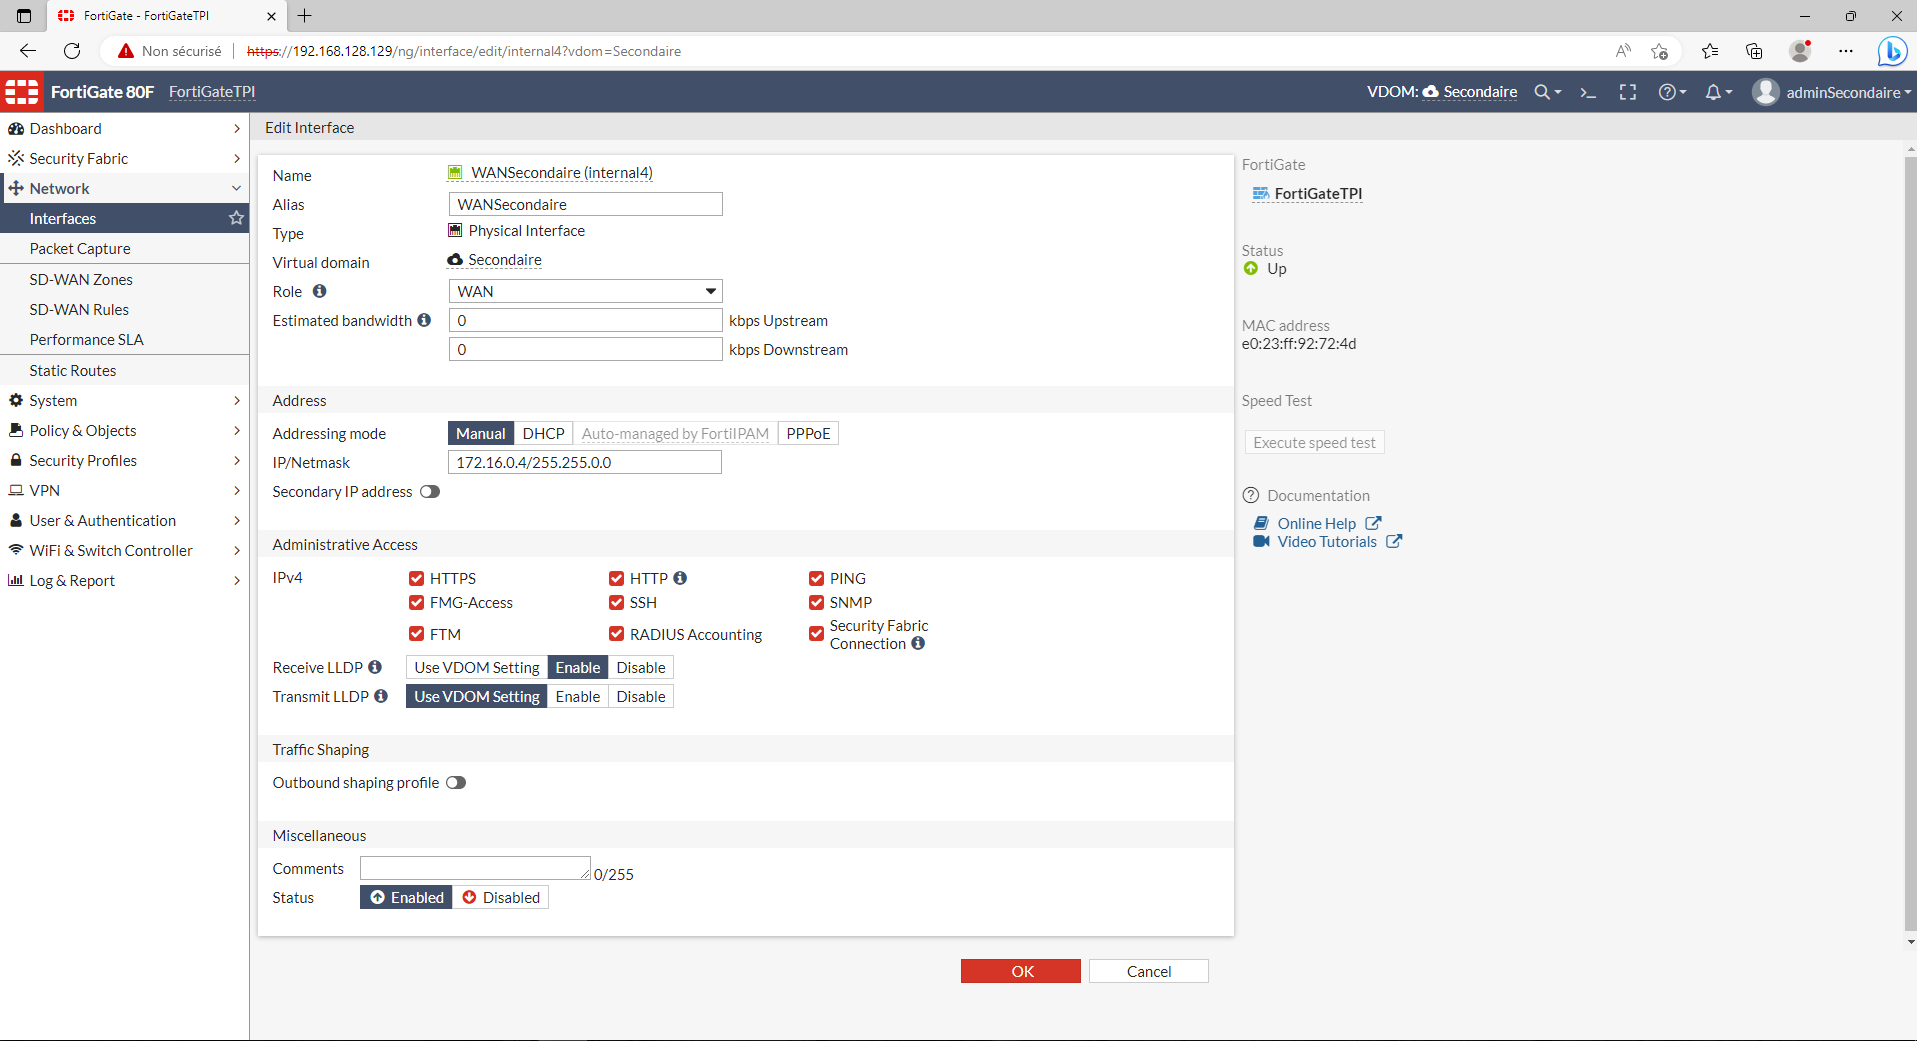 FortiGate - FortiGateTPI
Non sécurisé
https://192.168.128.129/ng/interface/edit/internal4?vdom=Secondaire
FortiGate 80F FortiGateTPI
VDOM: Secondaire
adminSecondaire
Dashboard
Security Fabric
Network
Interfaces
Packet Capture
SD-WAN Zones
SD-WAN Rules
Performance SLA
Static Routes
System
Policy & Objects
Security Profiles
VPN
User & Authentication
WiFi & Switch Controller
Log & Report
Edit Interface
Name WANSecondaire (internal4)
Alias WANSecondaire
Type Physical Interface
Virtual domain Secondaire
Role WAN
Estimated bandwidth 0 kbps Upstream
0 kbps Downstream
Address
Addressing mode Manual DHCP Auto-managed by FortiIPAM PPPoE
IP/Netmask 172.16.0.4/255.255.0.0
Secondary IP address
Administrative Access
IPv4 HTTPS HTTP PING
FMG-Access SSH SNMP
FTM RADIUS Accounting Security Fabric
Connection
Receive LLDP Use VDOM Setting Enable Disable
Transmit LLDP Use VDOM Setting Enable Disable
Traffic Shaping
Outbound shaping profile
Miscellaneous
Comments 0/255
Status Enabled Disabled
OK Cancel
FortiGate
FortiGateTPI
Status
Up
MAC address
e0:23:ff:92:72:4d
Speed Test
Execute speed test
Documentation
Online Help
Video Tutorials